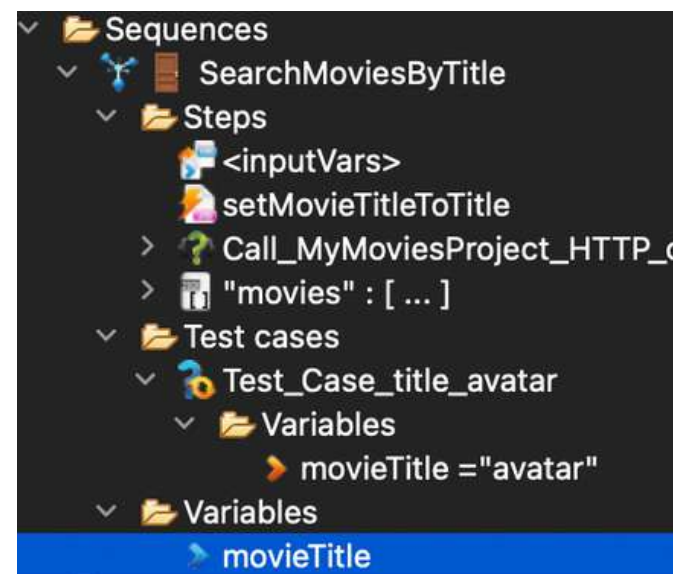 Sequences
SearchMoviesByTitle
Steps
<inputVars>
setMovieTitleToTitle
Call_MyMoviesProject_HTTP_
"movies" : [ ... ]
Test cases
Test_Case_title_avatar
Variables
movieTitle ="avatar"
Variables
movieTitle